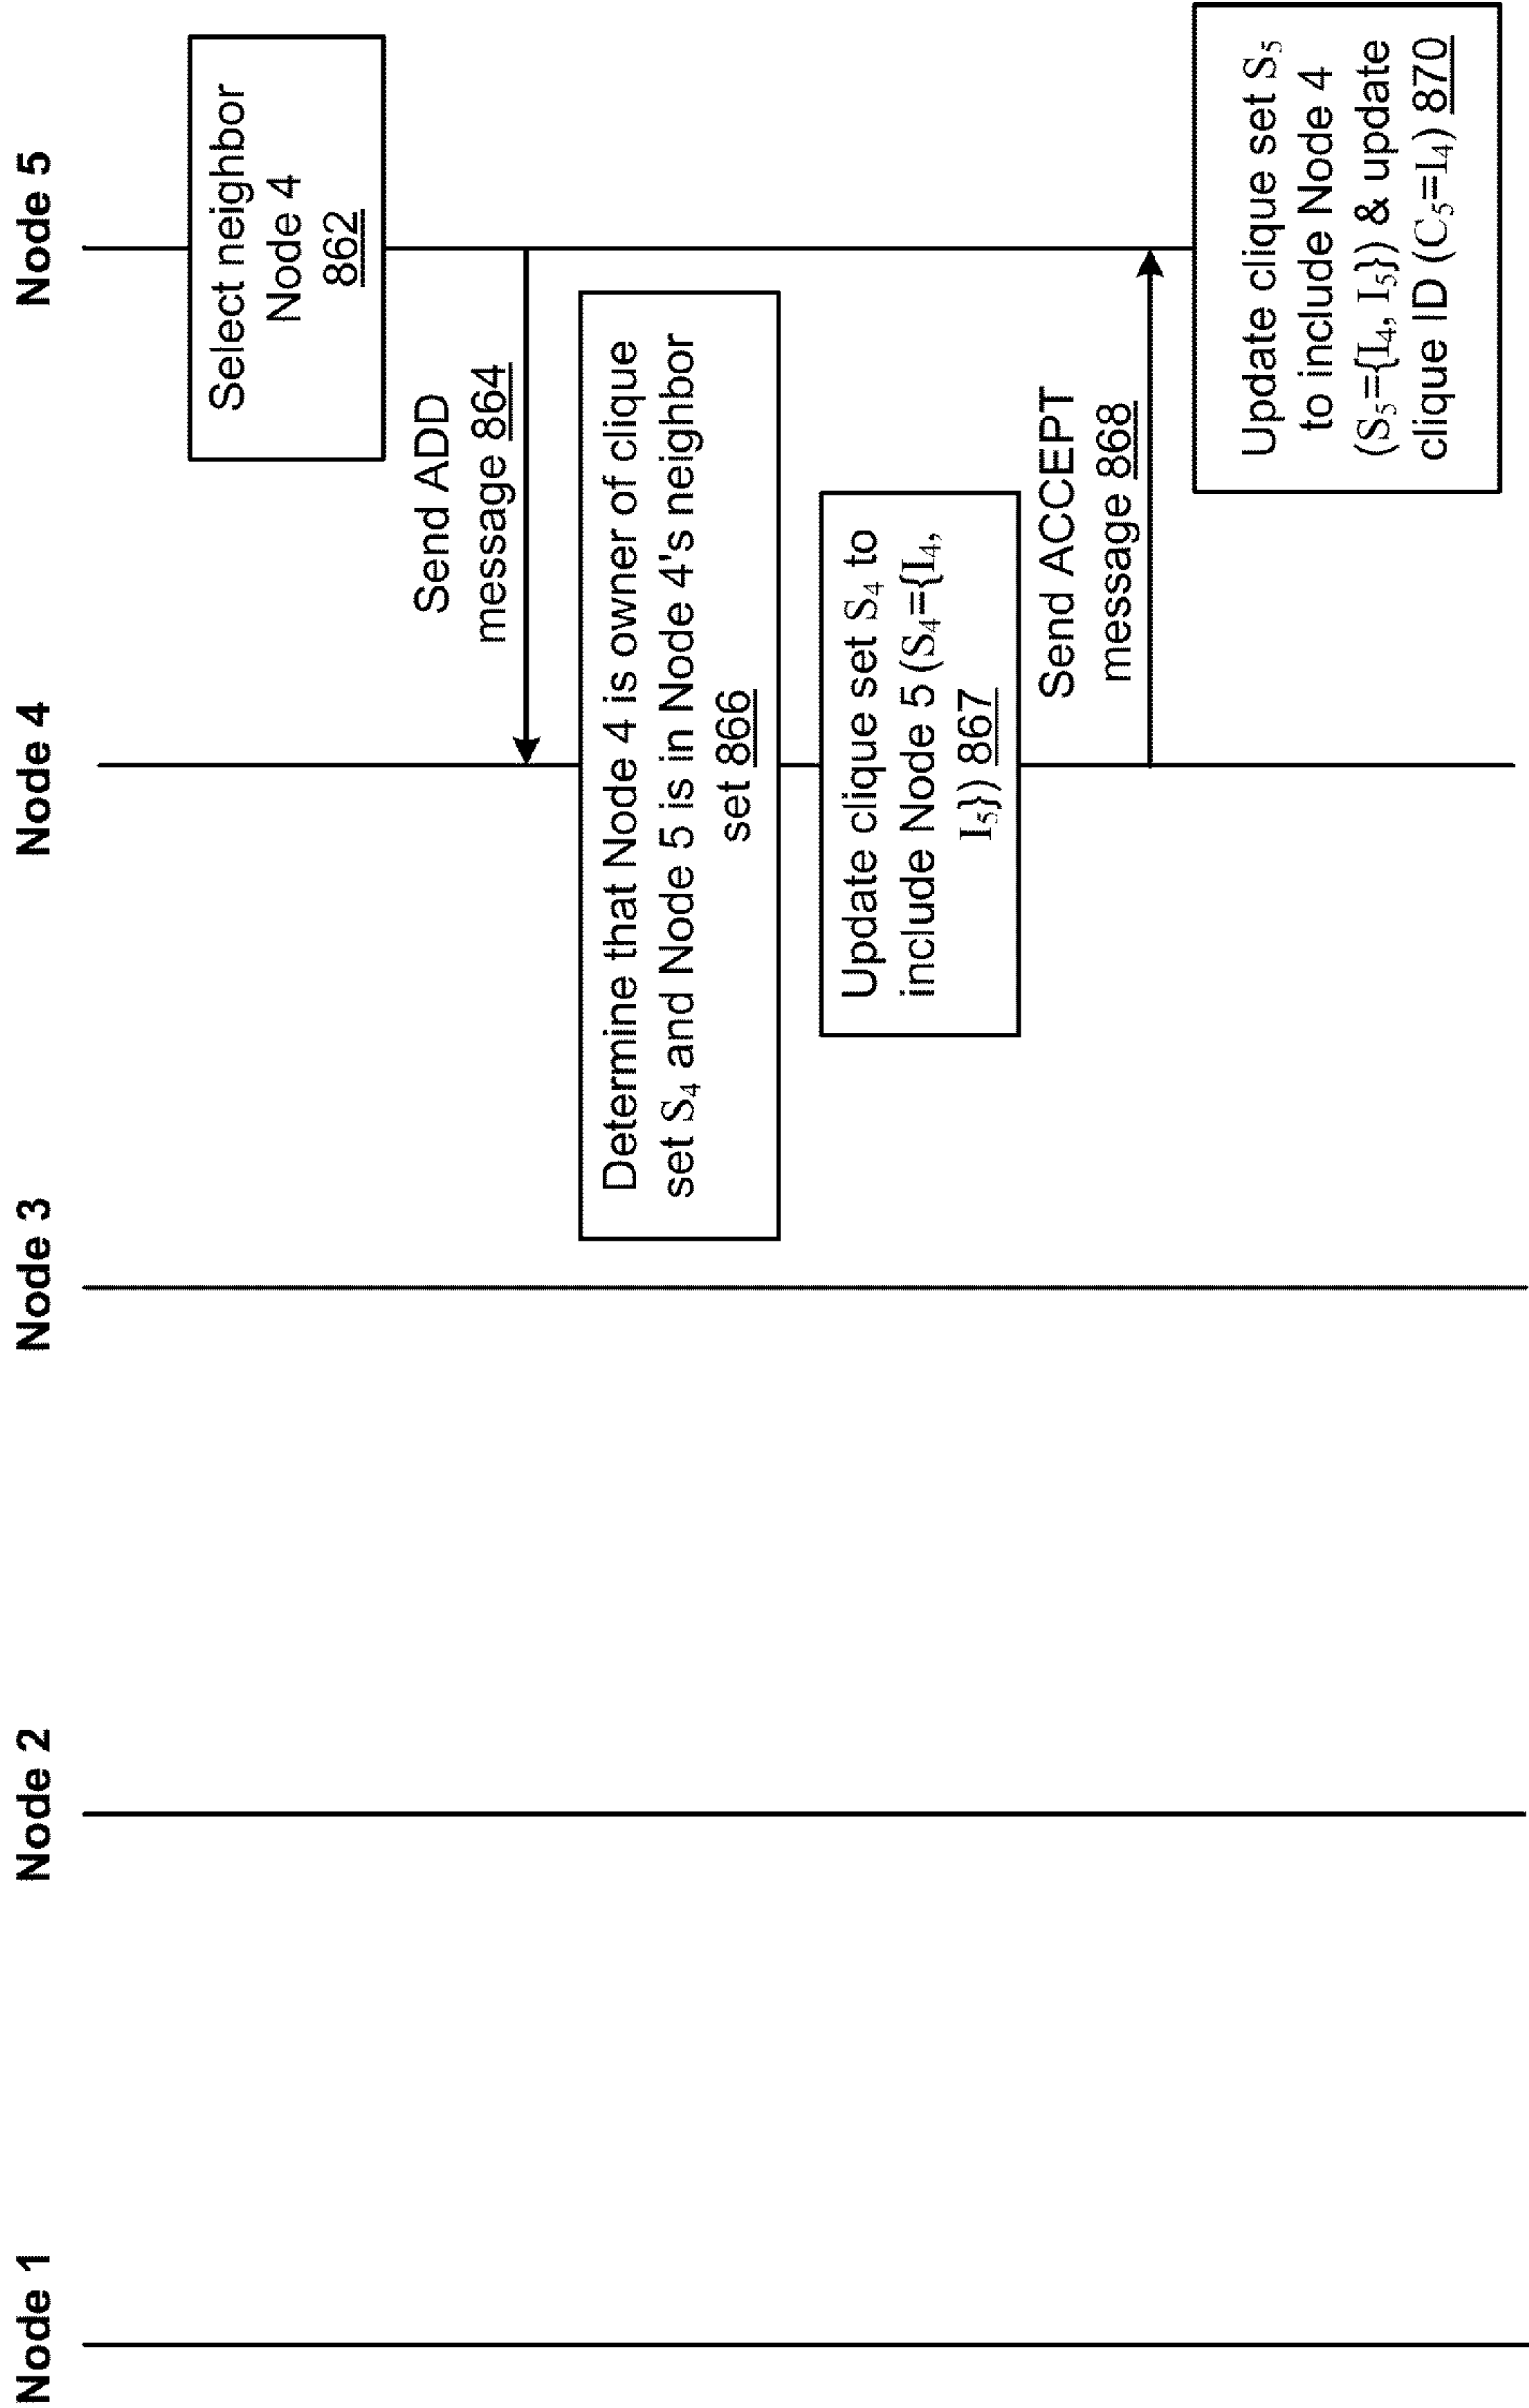 Node 1
Node 2
Node 3
Node 4
Node 5
Select neighbor
Node 4
862
Send ADD
message 864
Determine that Node 4 is owner of clique
set S₄ and Node 5 is in Node 4's neighbor
set 866
Update clique set S₄ to
include Node 5 (S₄={I₄,
I₅}) 867
Send ACCEPT
message 868
Update clique set S₅
to include Node 4
(S₅={I₄, I₅}) & update
clique ID (C₅=I₄) 870